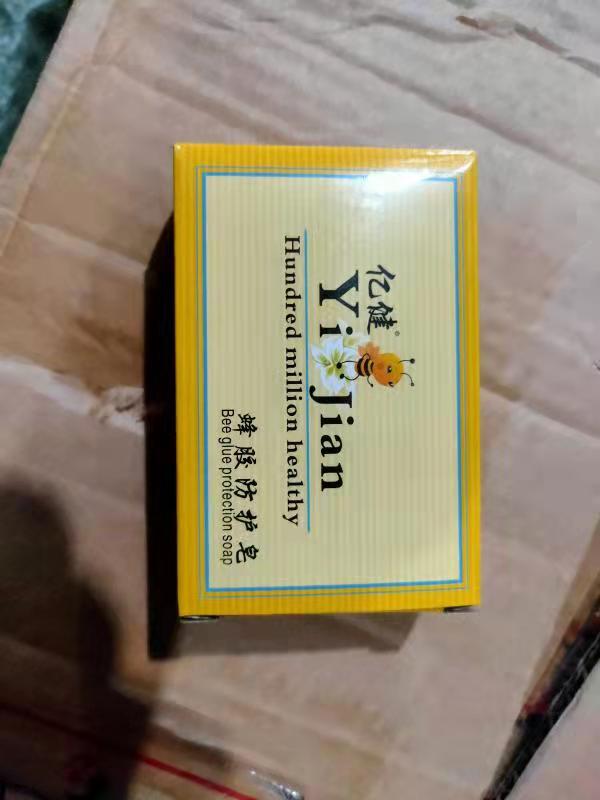 亿健®
Yi Jian
Hundred million healthy
蜂胶防护皂
Bee glue protection soap